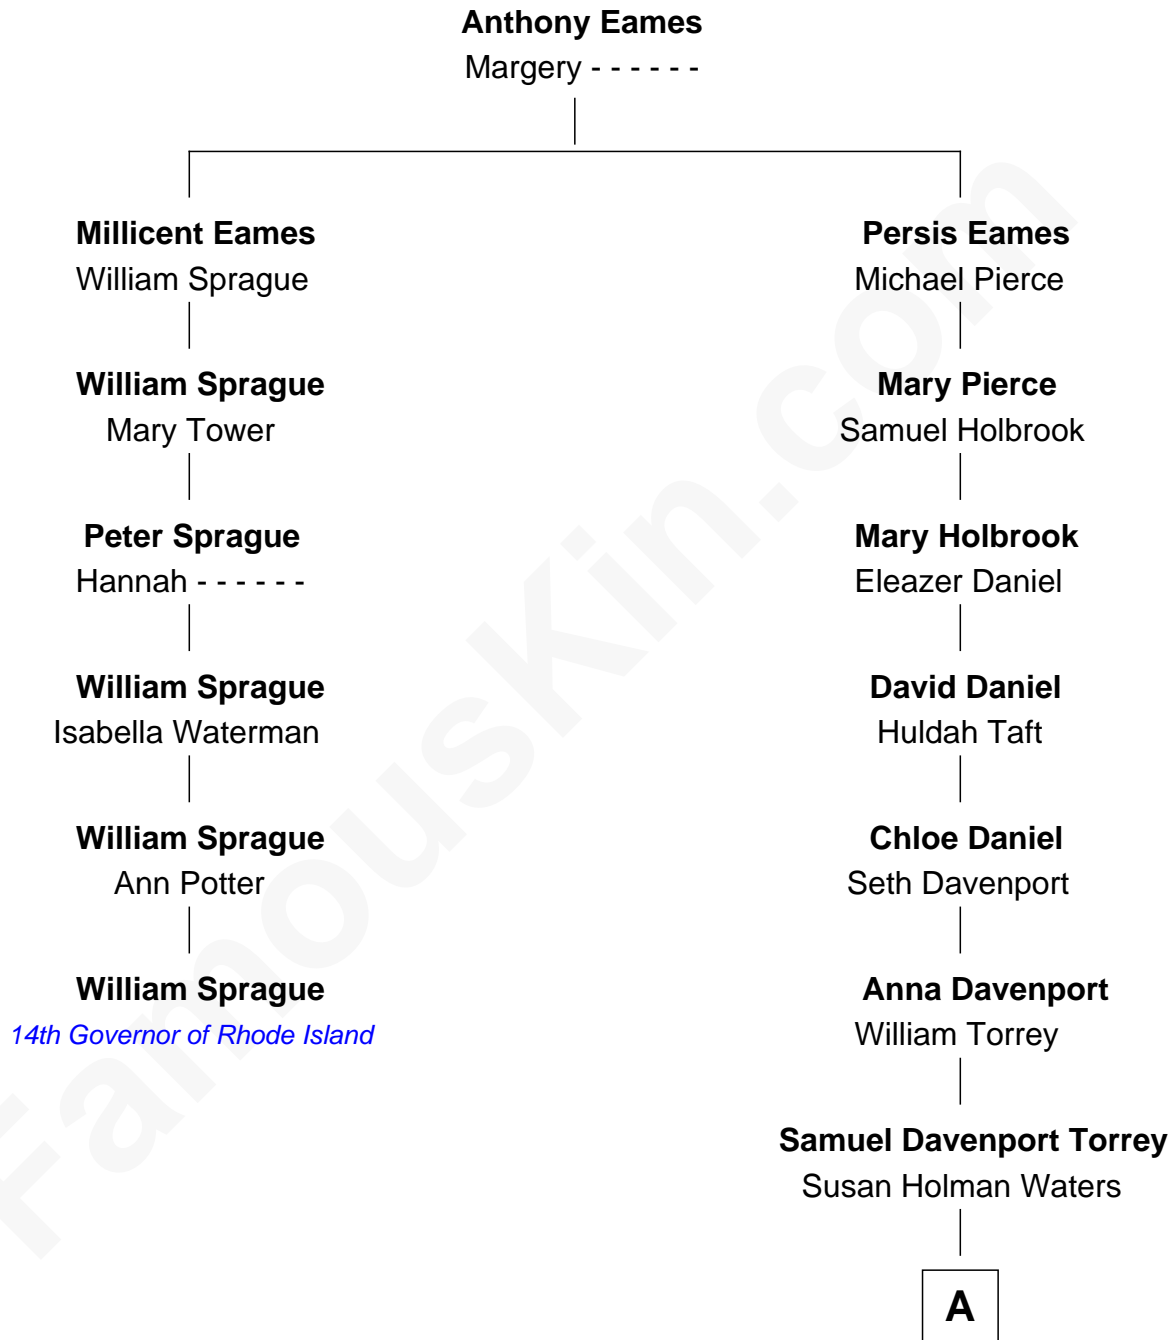 Anthony Eames
Margery - - - - - -
Millicent Eames
William Sprague
Persis Eames
Michael Pierce
William Sprague
Mary Tower
Mary Pierce
Samuel Holbrook
Peter Sprague
Hannah - - - - - -
Mary Holbrook
Eleazer Daniel
William Sprague
Isabella Waterman
David Daniel
Huldah Taft
William Sprague
Ann Potter
Chloe Daniel
Seth Davenport
William Sprague
14th Governor of Rhode Island
Anna Davenport
William Torrey
Samuel Davenport Torrey
Susan Holman Waters
A
FamousKin.com